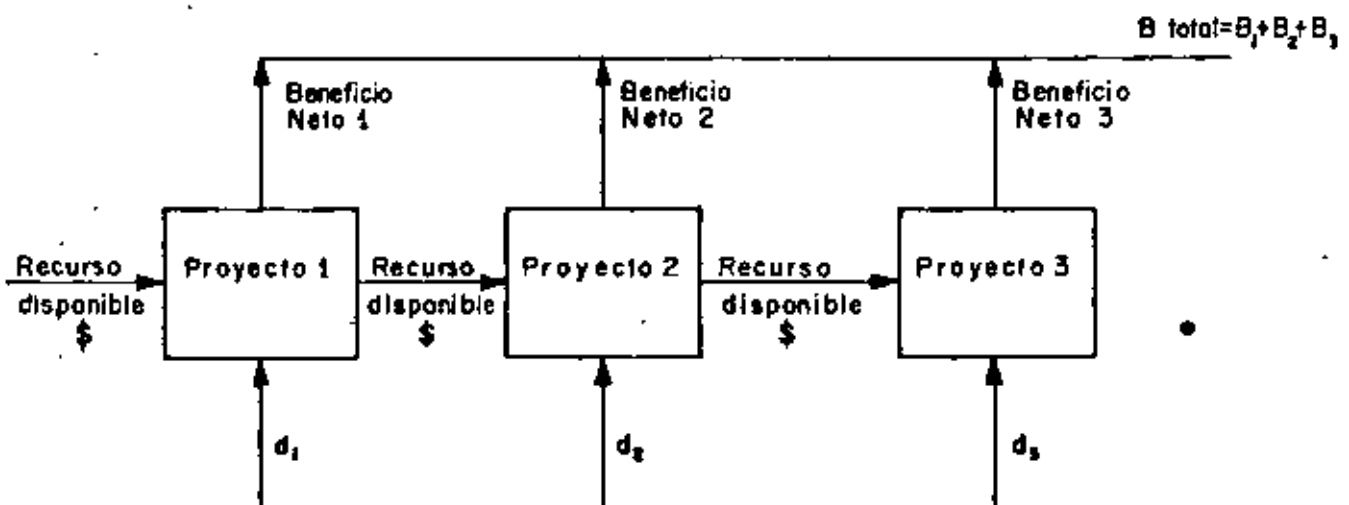 B total=B₁+B₂+B₃
Beneficio
Neto 1
Beneficio
Neto 2
Beneficio
Neto 3
Recurso
disponible
$
Proyecto 1
Recurso
disponible
$
Proyecto 2
Recurso
disponible
$
Proyecto 3
d₁
d₂
d₃